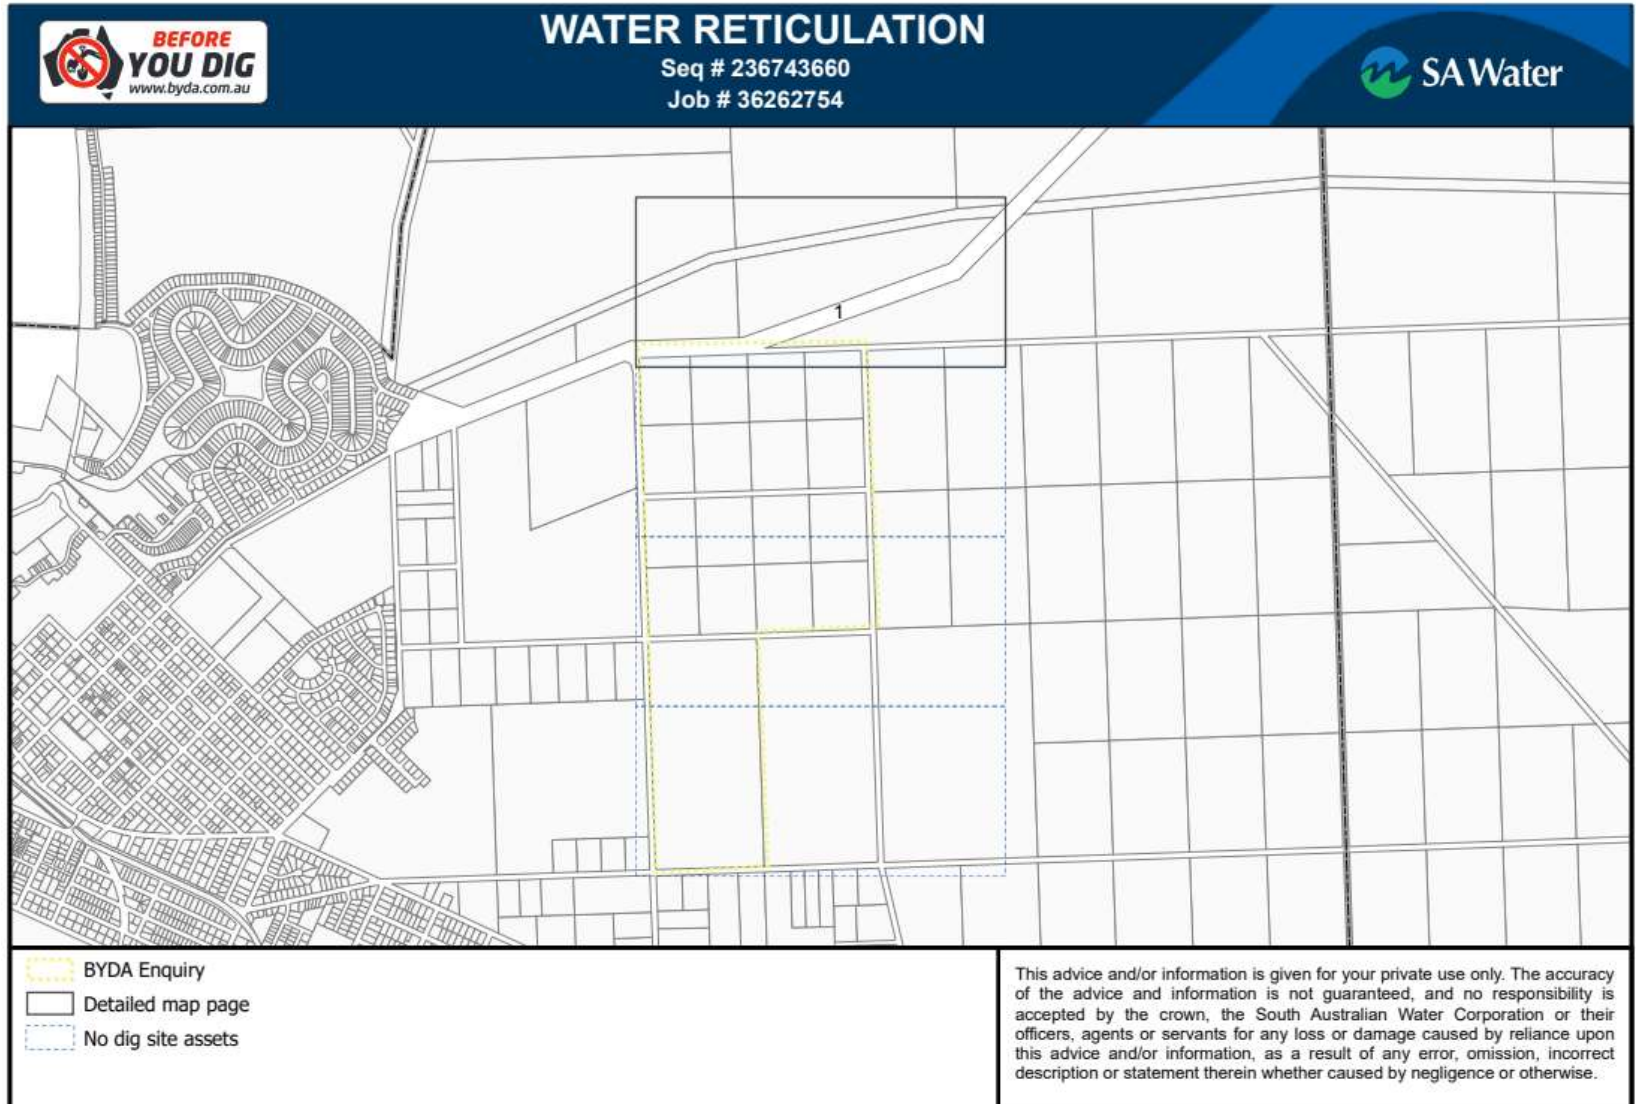 BEFORE
YOU DIG
www.byda.com.au
WATER RETICULATION
Seq # 236743660
Job # 36262754
SA Water
1
BYDA Enquiry
Detailed map page
No dig site assets
This advice and/or information is given for your private use only. The accuracy
of the advice and information is not guaranteed, and no responsibility is
accepted by the crown, the South Australian Water Corporation or their
officers, agents or servants for any loss or damage caused by reliance upon
this advice and/or information, as a result of any error, omission, incorrect
description or statement therein whether caused by negligence or otherwise.